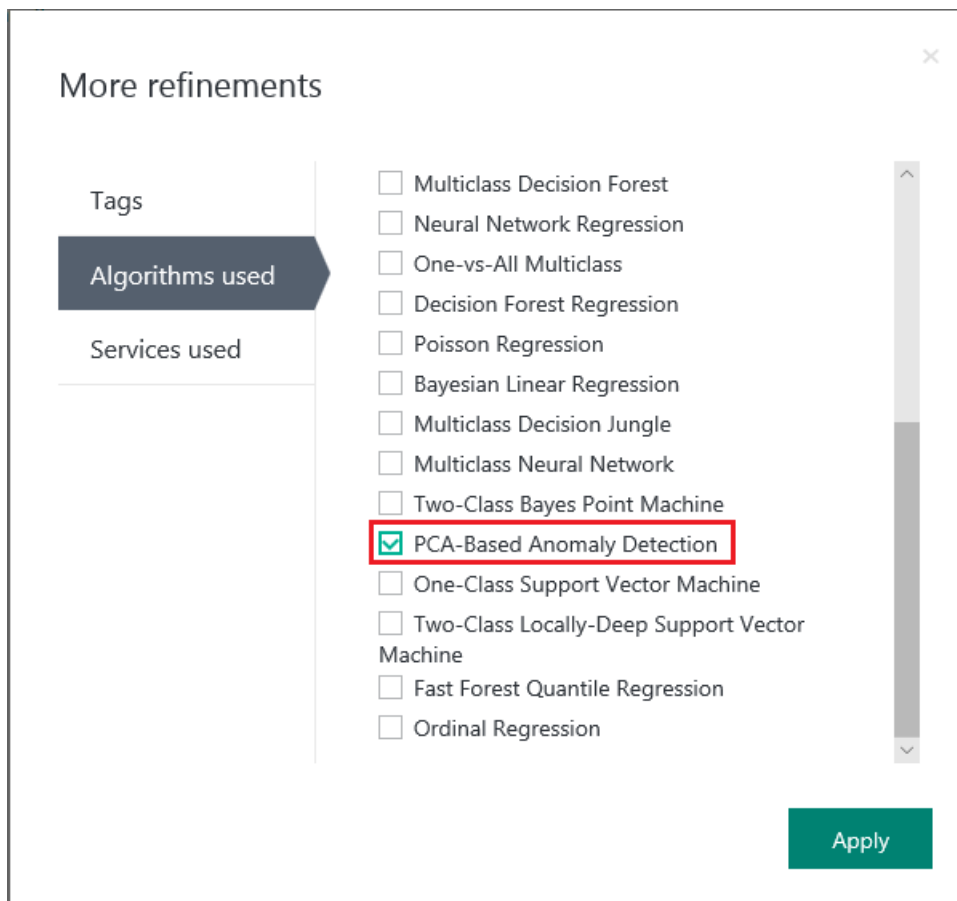 More refinements
Tags
Algorithms used
Services used
Multiclass Decision Forest
Neural Network Regression
One-vs-All Multiclass
Decision Forest Regression
Poisson Regression
Bayesian Linear Regression
Multiclass Decision Jungle
Multiclass Neural Network
Two-Class Bayes Point Machine
PCA-Based Anomaly Detection
One-Class Support Vector Machine
Two-Class Locally-Deep Support Vector
Machine
Fast Forest Quantile Regression
Ordinal Regression
Apply